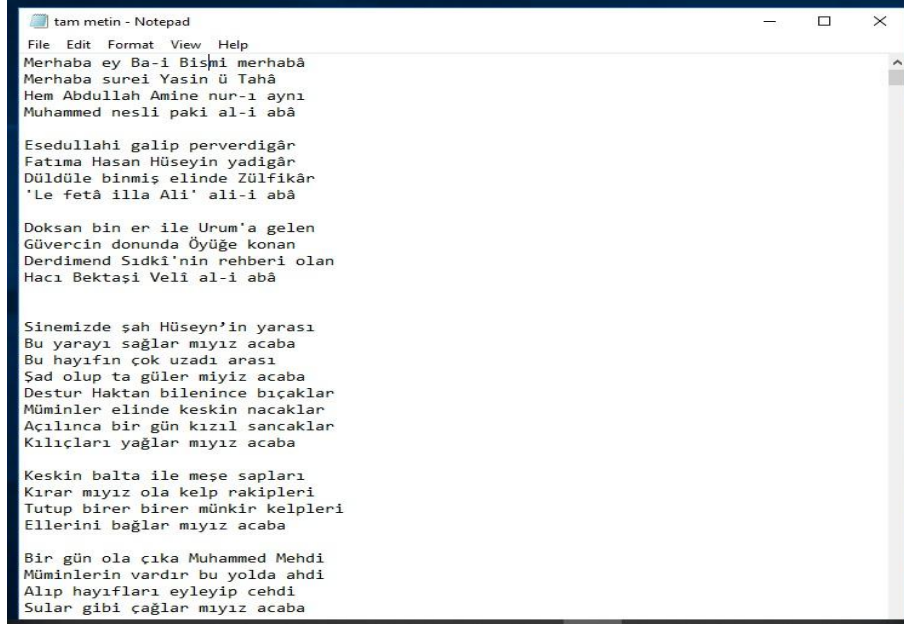 tam metin - Notepad
File Edit Format View Help
Merhaba ey Ba-i Bismi merhabâ
Merhaba surei Yasin ü Tahâ
Hem Abdullah Amine nur-ı aynı
Muhammed nesli paki al-i abâ
Esedullahi galip perverdigâr
Fatıma Hasan Hüseyin yadigâr
Düldüle binmiş elinde Zülfikâr
'Le fetâ illa Ali' ali-i abâ
Doksan bin er ile Urum'a gelen
Güvercin donunda Öyüğe konan
Derdimend Sıdkî'nin rehberi olan
Hacı Bektaşi Velî al-i abâ
Sinemizde şah Hüseyn’in yarası
Bu yarayı sağlar mıyız acaba
Bu hayıfın çok uzadı arası
Şad olup ta güler miyiz acaba
Destur Haktan bilenince bıçaklar
Müminler elinde keskin nacaklar
Açılınca bir gün kızıl sancaklar
Kılıçları yağlar mıyız acaba
Keskin balta ile meşe sapları
Kırar mıyız ola kelp rakipleri
Tutup birer birer münkir kelpleri
Ellerini bağlar mıyız acaba
Bir gün ola çıka Muhammed Mehdi
Müminlerin vardır bu yolda ahdi
Alıp hayıfları eyleyip cehdi
Sular gibi çağlar mıyız acaba